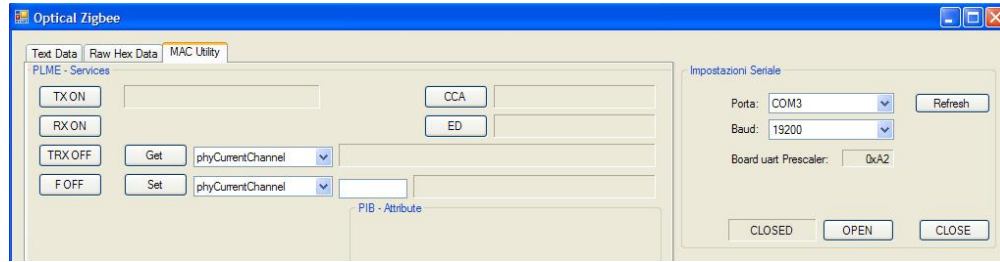 Optical Zigbee
Text Data Raw Hex Data MAC Utility
PLME - Services
TX ON
CCA
RX ON
ED
TRX OFF Get phyCurrentChannel
F OFF Set phyCurrentChannel
PIB - Attribute
Impostazioni Seriale
Porta: COM3 Refresh
Baud: 19200
Board uart Prescaler: 0xA2
CLOSED OPEN CLOSE